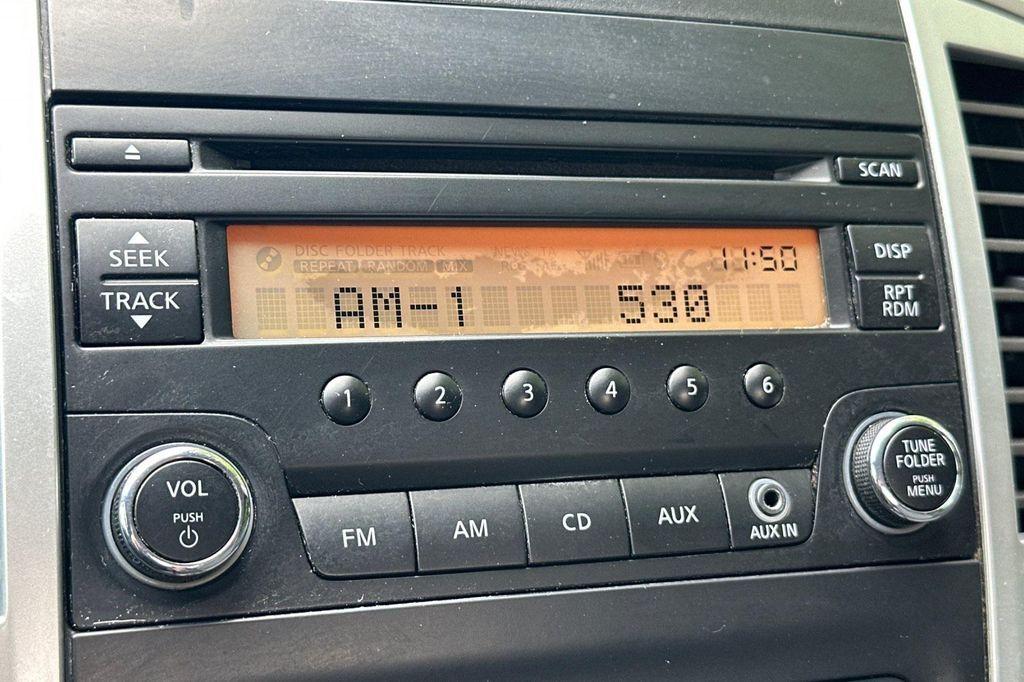 SCAN
SEEK
TRACK
DISC FOLDER TRACK
REPEAT RANDOM MIX
11:50
AM-1 530
DISP
RPT
RDM
1 2 3 4 5 6
VOL
PUSH
FM AM CD AUX
AUX IN
TUNE
FOLDER
PUSH
MENU